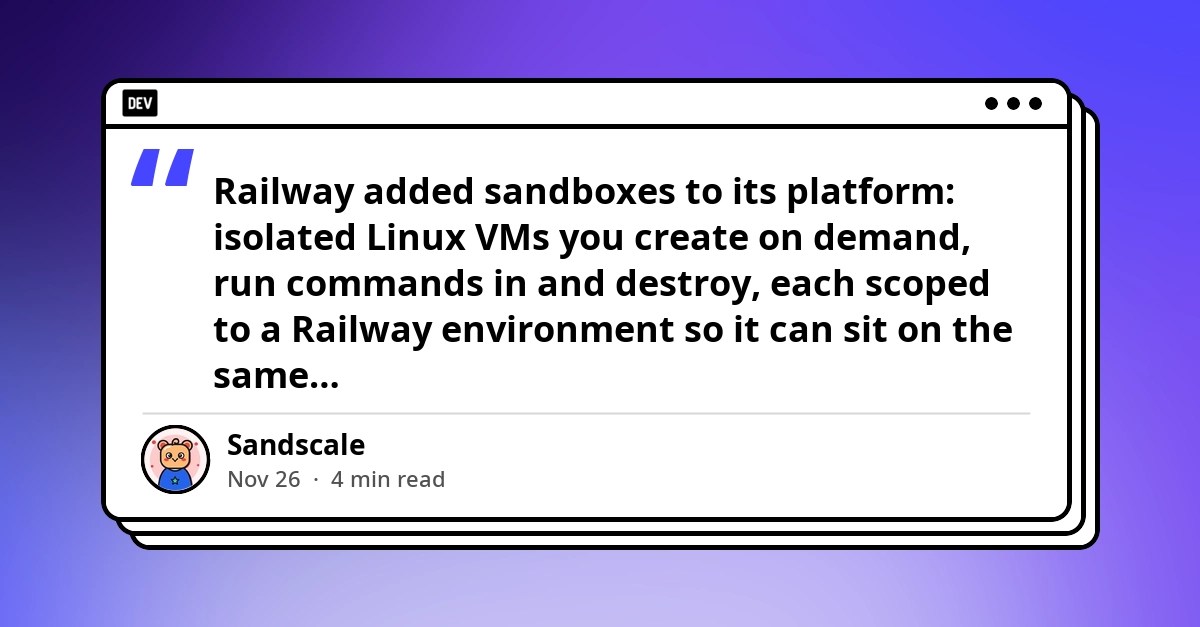 DEV
“
Railway added sandboxes to its platform:
isolated Linux VMs you create on demand,
run commands in and destroy, each scoped
to a Railway environment so it can sit on the
same...
Sandscale
Nov 26 · 4 min read